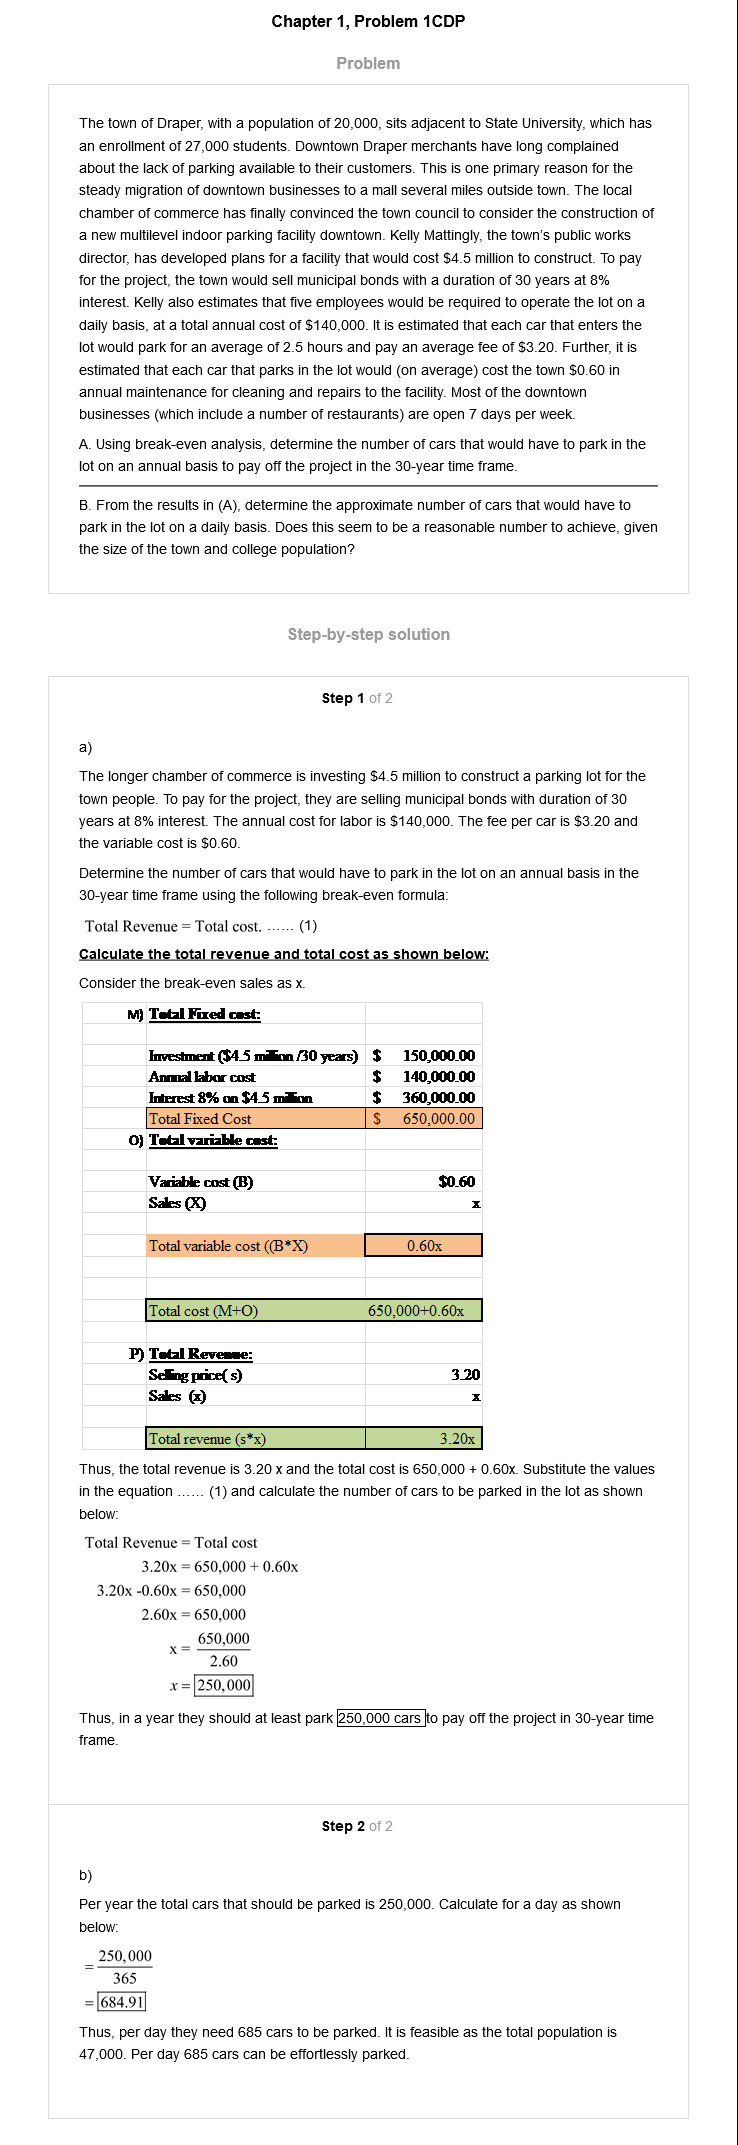 Chapter 1, Problem 1CDP
Problem
The town of Draper, with a population of 20,000, sits adjacent to State University, which has
an enrollment of 27,000 students. Downtown Draper merchants have long complained
about the lack of parking available to their customers. This is one primary reason for the
steady migration of downtown businesses to a mall several miles outside town. The local
chamber of commerce has finally convinced the town council to consider the construction of
a new multilevel indoor parking facility downtown. Kelly Mattingly, the town's public works
director, has developed plans for a facility that would cost $4.5 million to construct. To pay
for the project, the town would sell municipal bonds with a duration of 30 years at 8%
interest. Kelly also estimates that five employees would be required to operate the lot on a
daily basis, at a total annual cost of $140,000. It is estimated that each car that enters the
lot would park for an average of 2.5 hours and pay an average fee of $3.20. Further, it is
estimated that each car that parks in the lot would (on average) cost the town $0.60 in
annual maintenance for cleaning and repairs to the facility. Most of the downtown
businesses (which include a number of restaurants) are open 7 days per week.
A. Using break-even analysis, determine the number of cars that would have to park in the
lot on an annual basis to pay off the project in the 30-year time frame.
B. From the results in (A), determine the approximate number of cars that would have to
park in the lot on a daily basis. Does this seem to be a reasonable number to achieve, given
the size of the town and college population?
Step-by-step solution
Step 1 of 2
a)
The longer chamber of commerce is investing $4.5 million to construct a parking lot for the
town people. To pay for the project, they are selling municipal bonds with duration of 30
years at 8% interest. The annual cost for labor is $140,000. The fee per car is $3.20 and
the variable cost is $0.60.
Determine the number of cars that would have to park in the lot on an annual basis in the
30-year time frame using the following break-even formula:
Total Revenue = Total cost. ...... (1)
Calculate the total revenue and total cost as shown below:
Consider the break-even sales as x.
M) Total Fixed cost:
Investment ($4.5 million /30 years) $ 150,000.00
Annual labor cost $ 140,000.00
Interest 8% on $4.5 million $ 360,000.00
Total Fixed Cost $ 650,000.00
O) Total variable cost:
Variable cost (B) $0.60
Sales (X) x
Total variable cost ((B*X) 0.60x
Total cost (M+O) 650,000+0.60x
P) Total Revenue:
Selling price( s) 3.20
Sales (x) x
Total revenue (s*x) 3.20x
Thus, the total revenue is 3.20 x and the total cost is 650,000 + 0.60x. Substitute the values
in the equation ...... (1) and calculate the number of cars to be parked in the lot as shown
below:
Total Revenue = Total cost
3.20x = 650,000 + 0.60x
3.20x -0.60x = 650,000
2.60x = 650,000
x = 650,000
2.60
x = 250,000
Thus, in a year they should at least park 250,000 cars to pay off the project in 30-year time
frame.
Step 2 of 2
b)
Per year the total cars that should be parked is 250,000. Calculate for a day as shown
below:
= 250,000
365
= 684.91
Thus, per day they need 685 cars to be parked. It is feasible as the total population is
47,000. Per day 685 cars can be effortlessly parked.